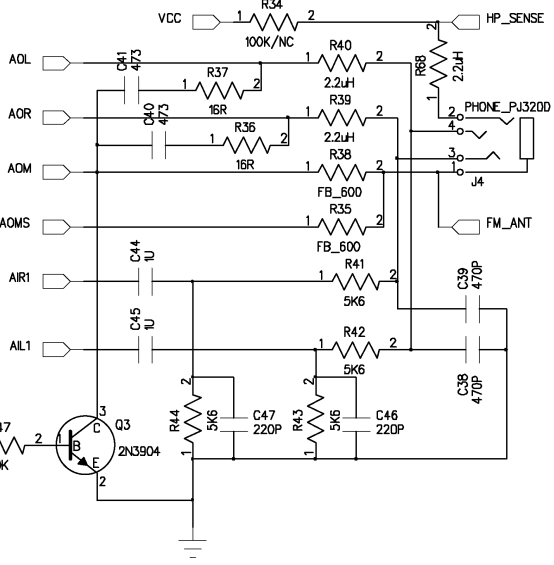 R34
VCC 1 2 HP_SENSE
100K/NC
2
AOL C41 473 R40 R68 2.2uH
1 2
R37 2.2uH
1 2
16R 1
AOR C40 473 R39 2 PHONE_PJ320D
1 2 4
R36 2.2uH
1 2
16R R38 3
AOM 1 2 1
FB_600 J4
R35
AOMS 1 2 FM_ANT
FB_600
C44 1U R41
AIR1 1 2 C39 470P
5K6
C45 1U R42
AIL1 1 2
5K6 C38 470P
2 2
3 R44 5K6 C47 R43 5K6 C46
C Q3 220P 220P
47 2 1 B 2N3904 1 1
E
K 2